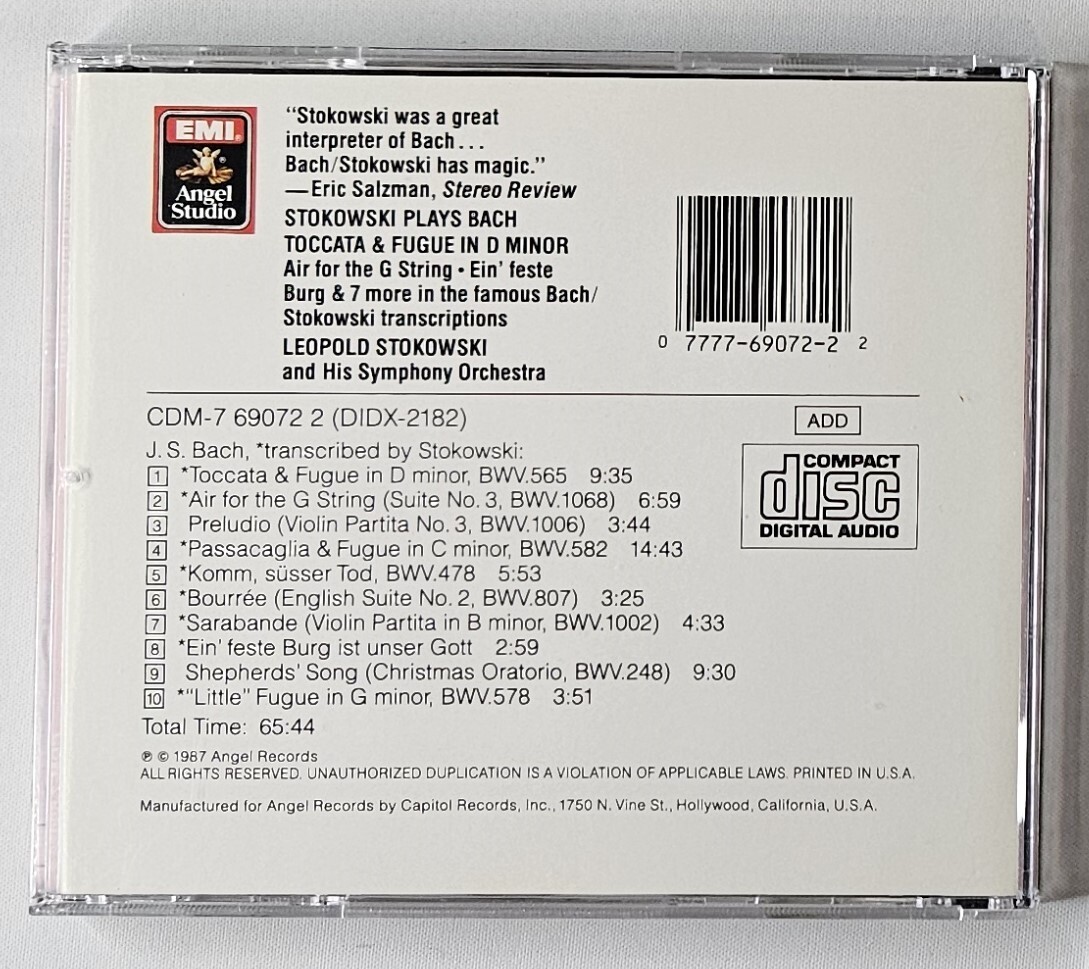 EMI
Angel
Studio
"Stokowski was a great
interpreter of Bach...
Bach/Stokowski has magic."
—Eric Salzman, Stereo Review
STOKOWSKI PLAYS BACH
TOCCATA & FUGUE IN D MINOR
Air for the G String • Ein' feste
Burg & 7 more in the famous Bach/
Stokowski transcriptions
LEOPOLD STOKOWSKI
and His Symphony Orchestra
0 7777-69072-2 2
CDM-7 69072 2 (DIDX-2182)
ADD
COMPACT
disc
DIGITAL AUDIO
J. S. Bach, *transcribed by Stokowski:
1 *Toccata & Fugue in D minor, BWV.565 9:35
2 *Air for the G String (Suite No. 3, BWV.1068) 6:59
3 Preludio (Violin Partita No. 3, BWV.1006) 3:44
4 *Passacaglia & Fugue in C minor, BWV.582 14:43
5 *Komm, süsser Tod, BWV.478 5:53
6 *Bourrée (English Suite No. 2, BWV.807) 3:25
7 *Sarabande (Violin Partita in B minor, BWV.1002) 4:33
8 *Ein' feste Burg ist unser Gott 2:59
9 Shepherds' Song (Christmas Oratorio, BWV.248) 9:30
10 *"Little" Fugue in G minor, BWV.578 3:51
Total Time: 65:44
℗ © 1987 Angel Records
ALL RIGHTS RESERVED. UNAUTHORIZED DUPLICATION IS A VIOLATION OF APPLICABLE LAWS. PRINTED IN U.S.A.
Manufactured for Angel Records by Capitol Records, Inc., 1750 N. Vine St., Hollywood, California, U.S.A.